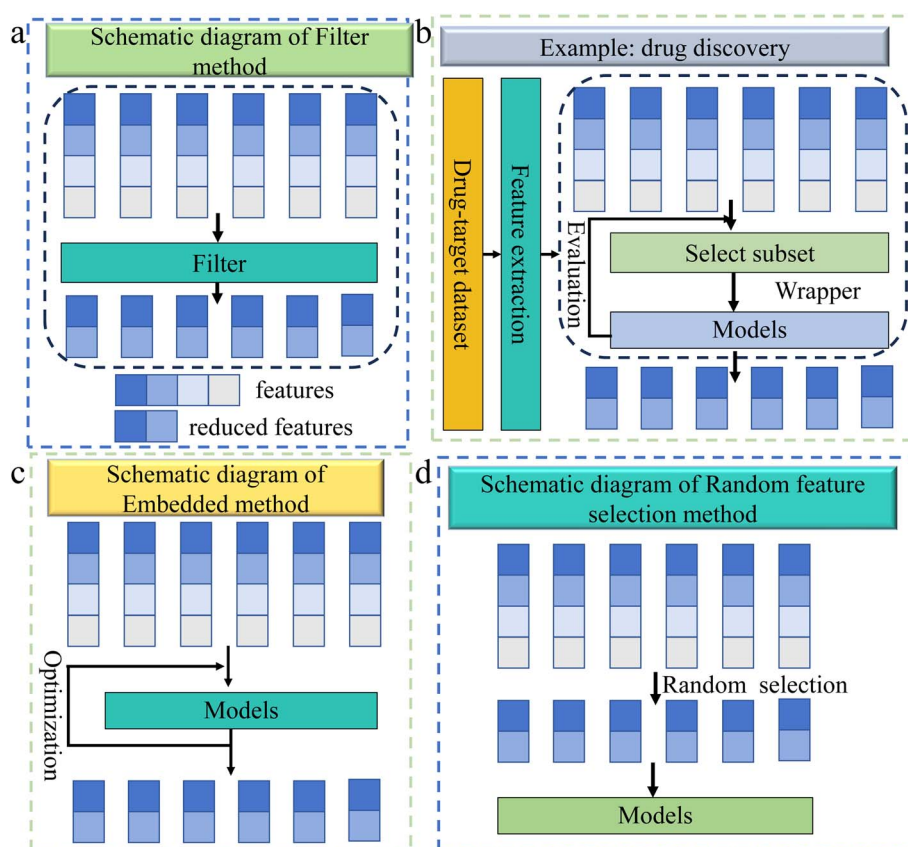 a
Schematic diagram of Filter
method
Filter
features
reduced features
b
Example: drug discovery
Drug-target dataset
Feature extraction
Evaluation
Select subset
Wrapper
Models
c
Schematic diagram of
Embedded method
Optimization
Models
d
Schematic diagram of Random feature
selection method
Random selection
Models